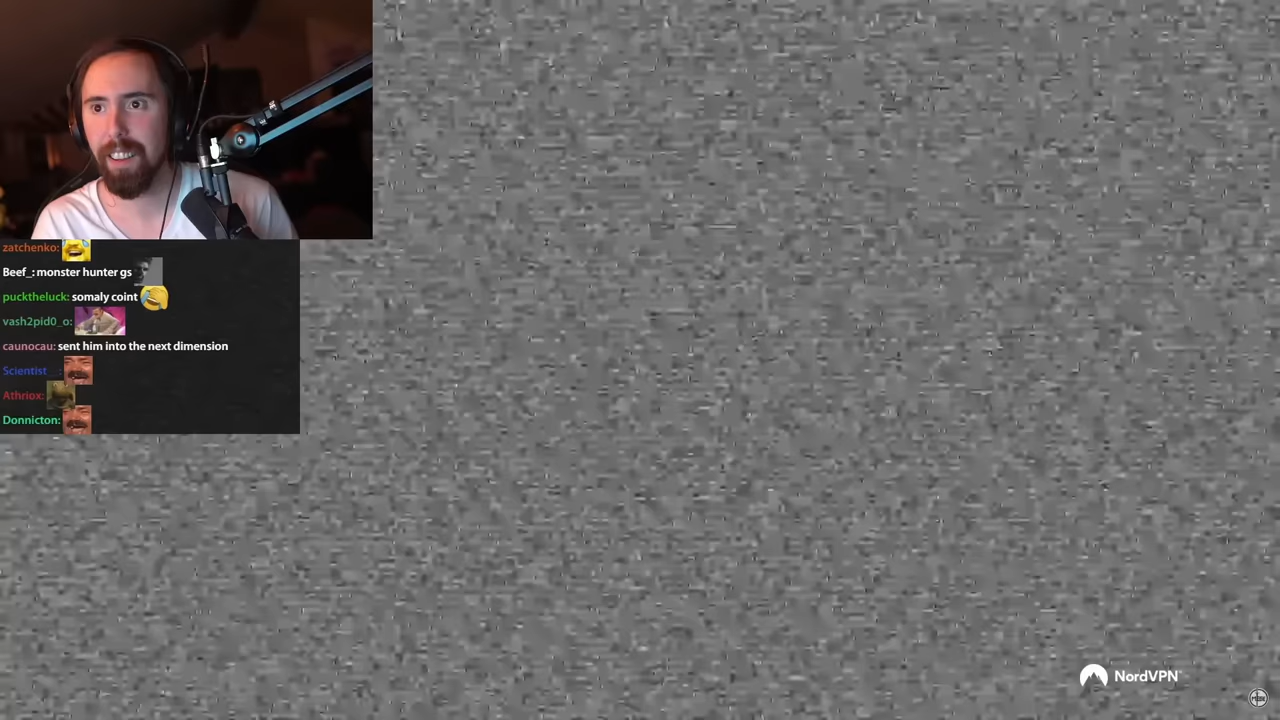 zatchenko:
Beef_: monster hunter gs
pucktheluck: somaly coint
vash2pid0_o:
caunocau: sent him into the next dimension
Scientist__:
Athriox:
Donnicton:
NordVPN